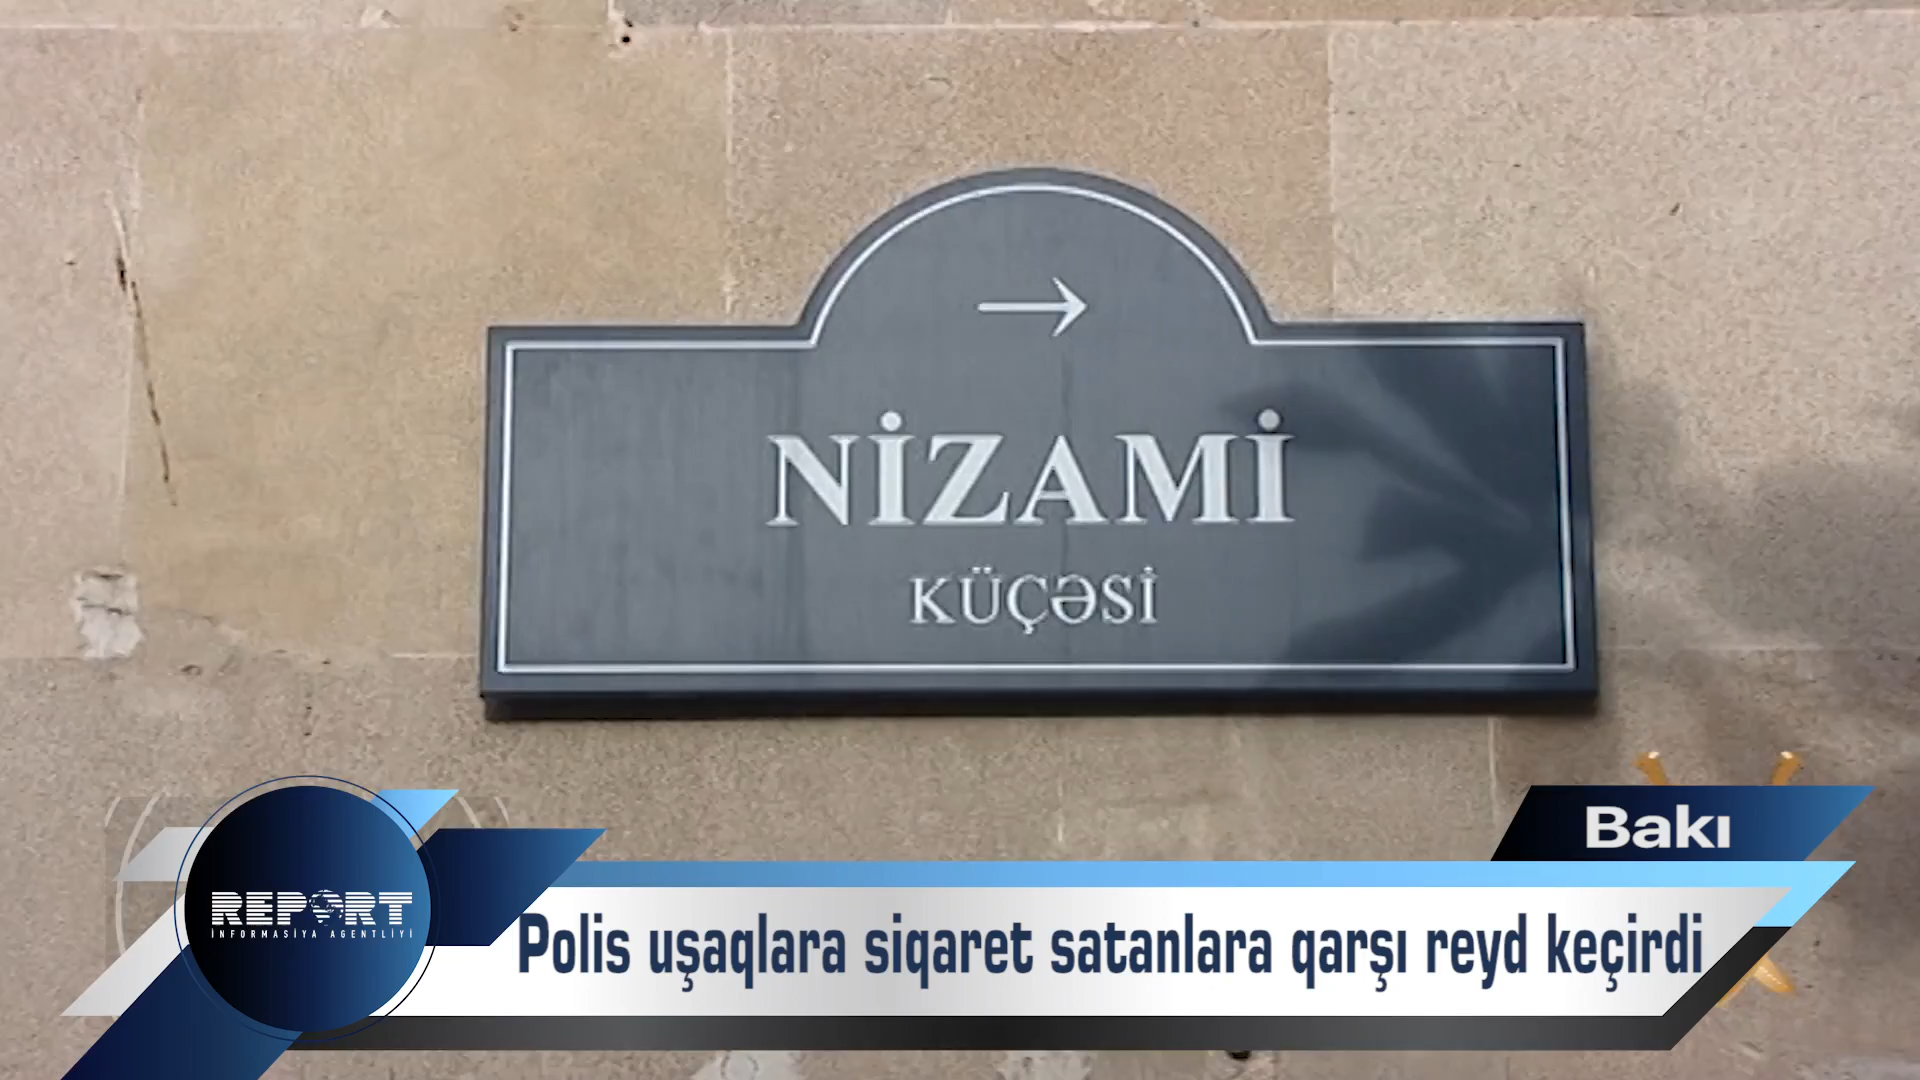 →
NİZAMİ
KÜÇƏSİ
Bakı
REPORT
İNFORMASİYA AGENTLİYİ
Polis uşaqlara siqaret satanlara qarşı reyd keçirdi